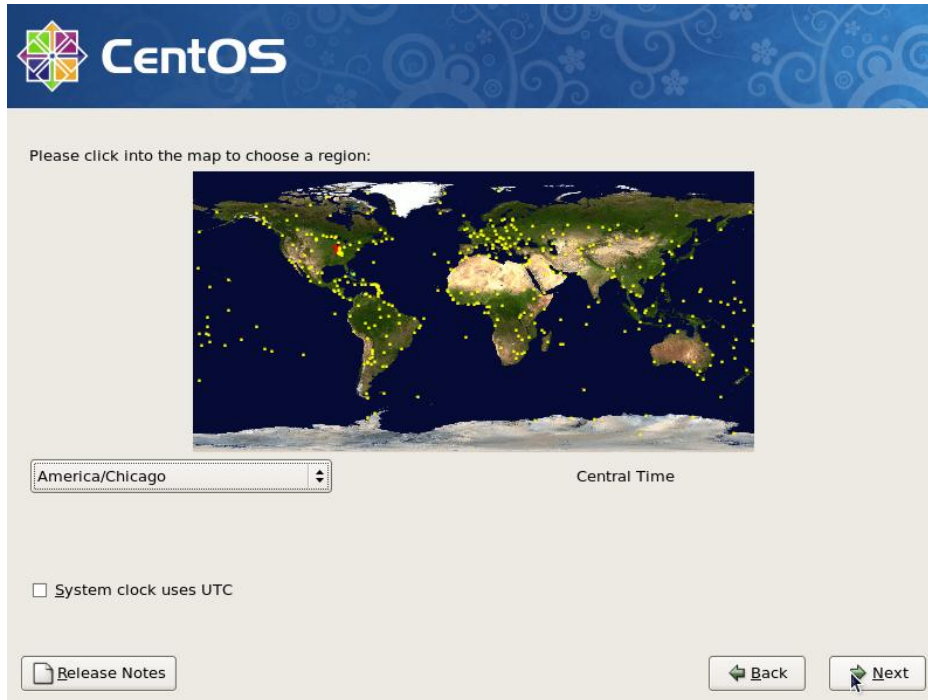 CentOS
Please click into the map to choose a region:
America/Chicago
Central Time
System clock uses UTC
Release Notes
Back
Next